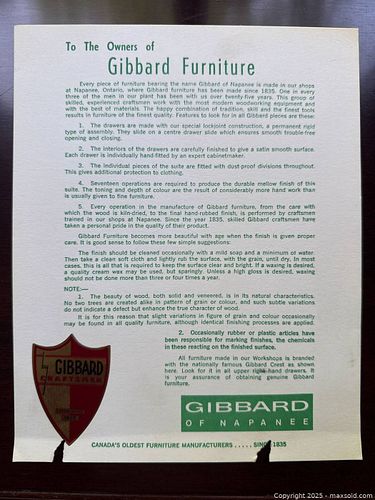 To The Owners of
Gibbard Furniture
Every piece of furniture bearing the name Gibbard of Napanee is made in our shops
at Napanee, Ontario, where Gibbard furniture has been made since 1835. One in every
three of the men in our plant has been with us over twenty-five years. This group of
skilled, experienced craftsmen work with the most modern woodworking equipment and
with the best of materials. The happy combination of tradition, skill and the finest tools
results in furniture of the finest quality. Features to look for in all Gibbard pieces are these:
1. The drawers are made with our special lockjoint construction, a permanent rigid
type of assembly. They slide on a centre drawer slide which ensures smooth trouble-free
opening and closing.
2. The interiors of the drawers are carefully finished to give a satin smooth surface.
Each drawer is individually hand-fitted by an expert cabinetmaker.
3. The individual pieces of the suite are fitted with dust-proof divisions throughout.
This gives additional protection to clothing.
4. Seventeen operations are required to produce the durable mellow finish of this
suite. The toning and depth of colour are the result of considerably more hand work than
is usually given to fine furniture.
5. Every operation in the manufacture of Gibbard furniture, from the care with
which the wood is kiln-dried, to the final hand-rubbed finish, is performed by craftsmen
trained in our shops at Napanee. Since the year 1835, skilled Gibbard craftsmen have
taken a personal pride in the quality of their product.
Gibbard Furniture becomes more beautiful with age when the finish is given proper
care. It is good sense to follow these few simple suggestions:
The finish should be cleaned occasionally with a mild soap and a minimum of water.
Then take a clean soft cloth and lightly rub the surface, with the grain, until dry. In most
cases, this is all that is required to keep the surface clear and bright. If a waxing is desired,
a quality cream wax may be used, but sparingly. Unless a high gloss is desired, waxing
should not be done more than three or four times a year.
NOTE:—
1. The beauty of wood, both solid and veneered, is in its natural characteristics.
No two trees are created alike in pattern of grain or colour, and such subtle variations
do not indicate a defect but enhance the true character of wood.
It is for this reason that slight variations in figure of grain and colour occasionally
may be found in all quality furniture, although identical finishing processes are applied.
2. Occasionally rubber or plastic articles have
been responsible for marking finishes, the chemicals
in these reacting on the finished surface.
All furniture made in our Workshops is branded
with the nationally famous Gibbard Crest as shown
here. Look for it in all upper right-hand drawers. It
is your assurance of obtaining genuine Gibbard
furniture.
GIBBARD
CRAFTSMEN
GIBBARD
OF NAPANEE
CANADA'S OLDEST FURNITURE MANUFACTURERS . . . . . SINCE 1835
Copyright 2025 - maxsold.com